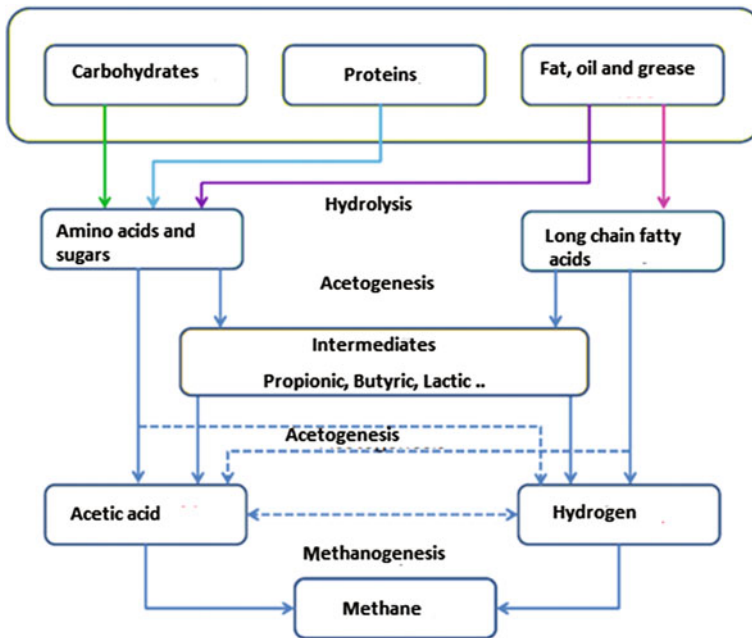 Carbohydrates
Proteins
Fat, oil and grease
Hydrolysis
Amino acids and
sugars
Long chain fatty
acids
Acetogenesis
Intermediates
Propionic, Butyric, Lactic ..
Acetogenesis
Acetic acid
Hydrogen
Methanogenesis
Methane